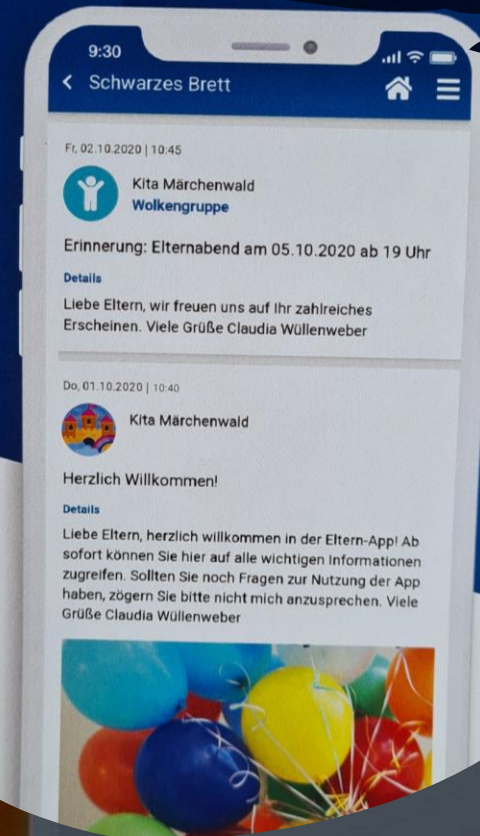 9:30
Schwarzes Brett
Fr, 02.10.2020 | 10:45
Kita Märchenwald
Wolkengruppe
Erinnerung: Elternabend am 05.10.2020 ab 19 Uhr
Details
Liebe Eltern, wir freuen uns auf Ihr zahlreiches
Erscheinen. Viele Grüße Claudia Wüllenweber
Do, 01.10.2020 | 10:40
Kita Märchenwald
Herzlich Willkommen!
Details
Liebe Eltern, herzlich willkommen in der Eltern-App! Ab
sofort können Sie hier auf alle wichtigen Informationen
zugreifen. Sollten Sie noch Fragen zur Nutzung der App
haben, zögern Sie bitte nicht mich anzusprechen. Viele
Grüße Claudia Wüllenweber